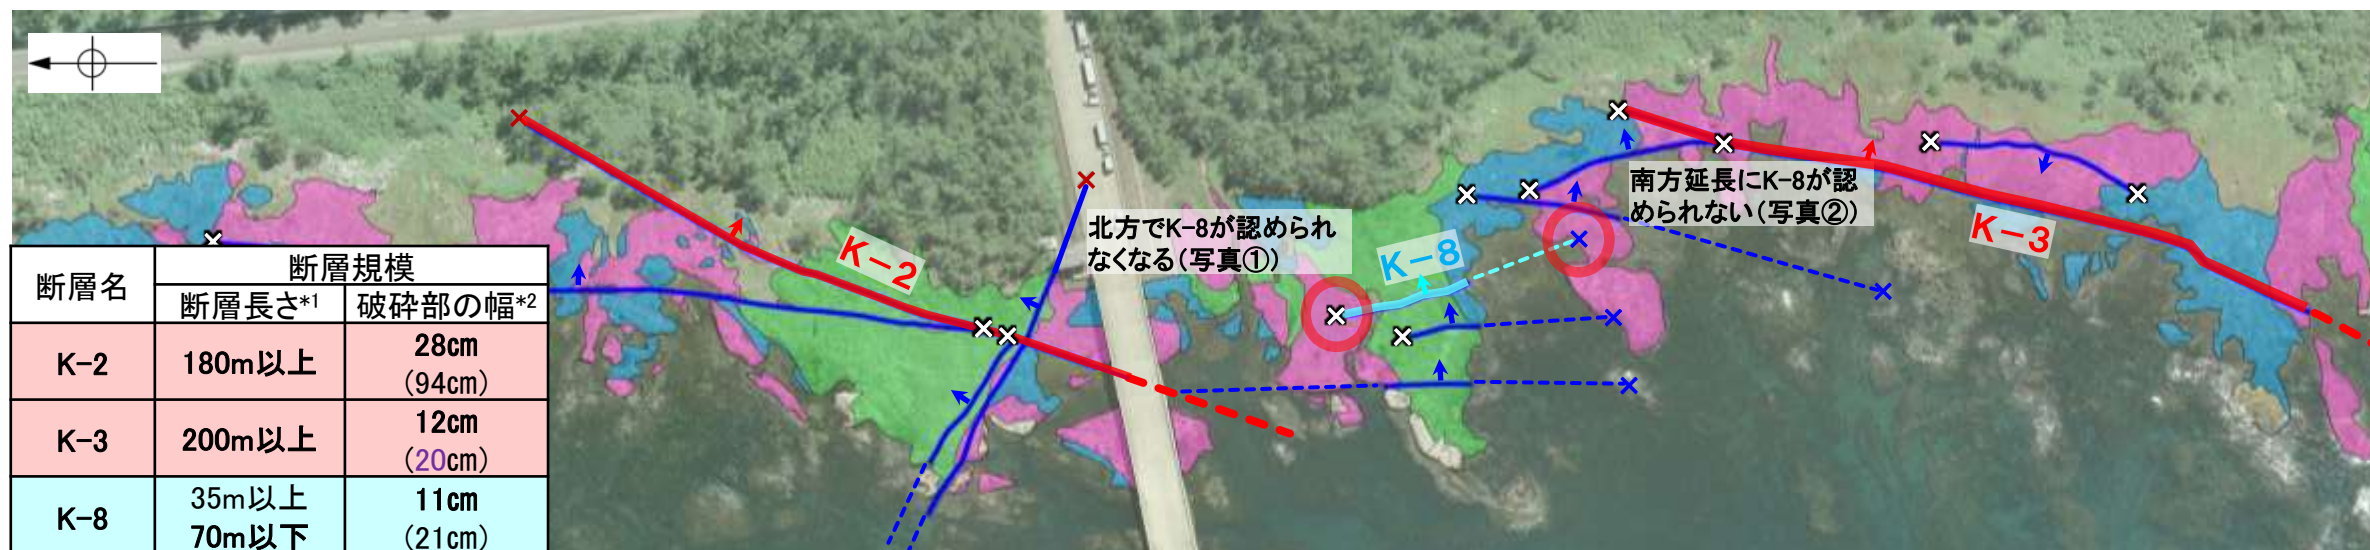 北方でK-8が認められ
なくなる（写真①）
南方延長にK-8が認
められない（写真②）
K-2
K-8
K-3
断層名 断層規模
断層長さ*1 破砕部の幅*2
K-2 180m以上 28cm
(94cm)
K-3 200m以上 12cm
(20cm)
K-8 35m以上 11cm
70m以下 (21cm)